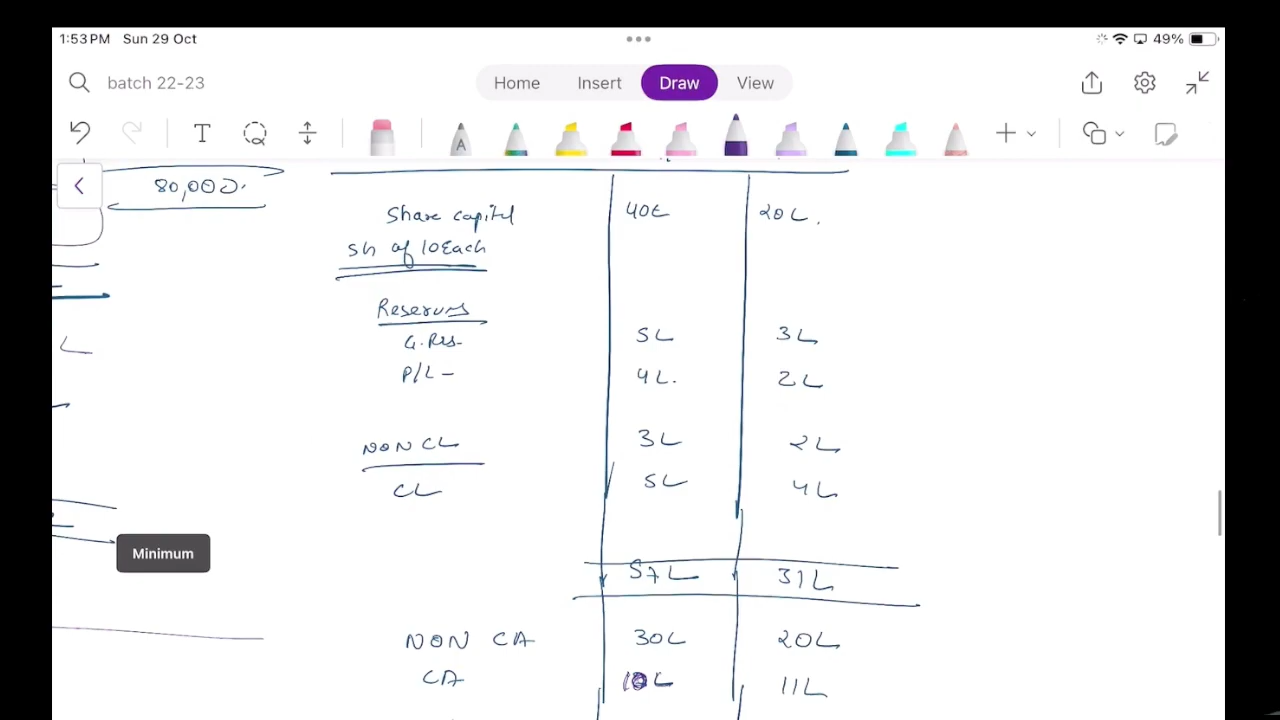 1:53 PM Sun 29 Oct 49%
batch 22-23 Home Insert Draw View
T A
80,000
Share capital 40L 20L.
Sh of 10 Each
Reserves
G. Res- 5L 3L
P/L - 4L. 2L
NON CL 3L 2L
CL 5L 4L
Minimum
57L 31L
NON CA 30L 20L
CA 11L